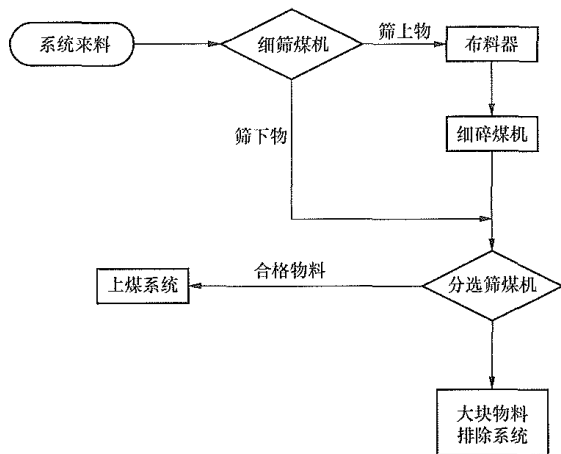 系统来料
细筛煤机
筛上物
布料器
筛下物
细碎煤机
合格物料
上煤系统
分选筛煤机
大块物料
排除系统